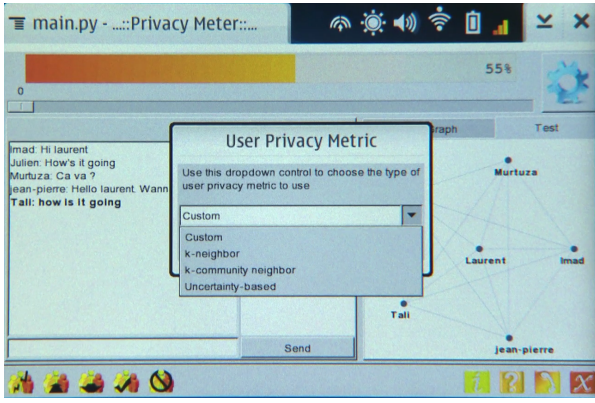 main.py - ...::Privacy Meter::...
55%
0
raph
Test
Imad: Hi laurent
Julien: How's it going
Murtuza: Ca va ?
jean-pierre: Hello laurent. Wann
Tali: how is it going
User Privacy Metric
Use this dropdown control to choose the type of
user privacy metric to use
Custom
Custom
k-neighbor
k-community neighbor
Uncertainty-based
Murtuza
Laurent
Imad
Tali
jean-pierre
Send